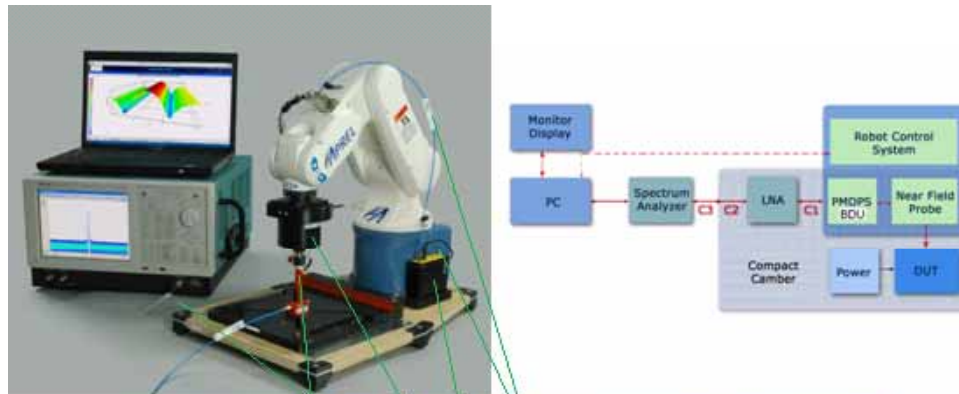 APREL
Monitor
Display
Robot Control
System
PC
Spectrum
Analyzer
C3
C2
LNA
C1
PMDPS
BDU
Near Field
Probe
Compact
Camber
Power
DUT